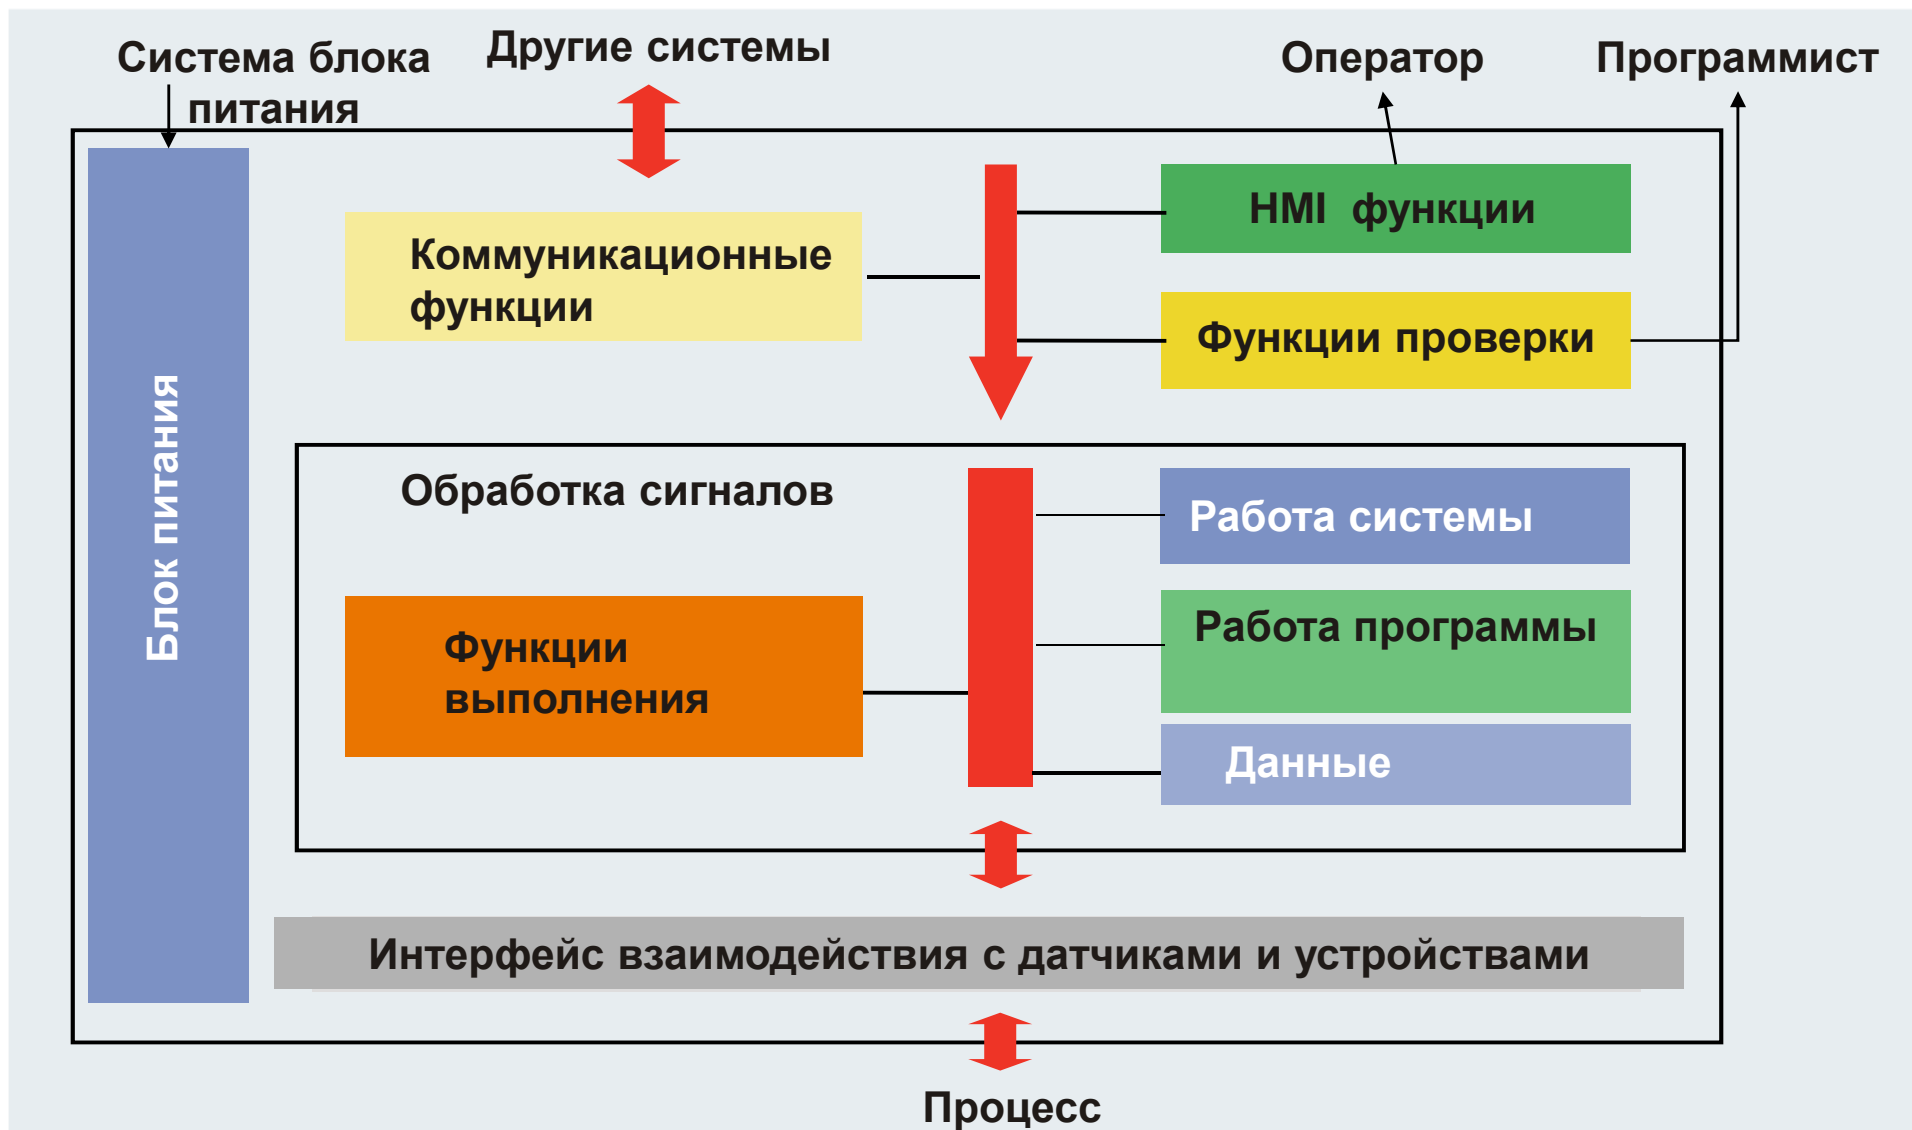 Система блока
питания
Другие системы
Оператор
Программист
Блок питания
Коммуникационные
функции
HMI функции
Функции проверки
Обработка сигналов
Функции
выполнения
Работа системы
Работа программы
Данные
Интерфейс взаимодействия с датчиками и устройствами
Процесс